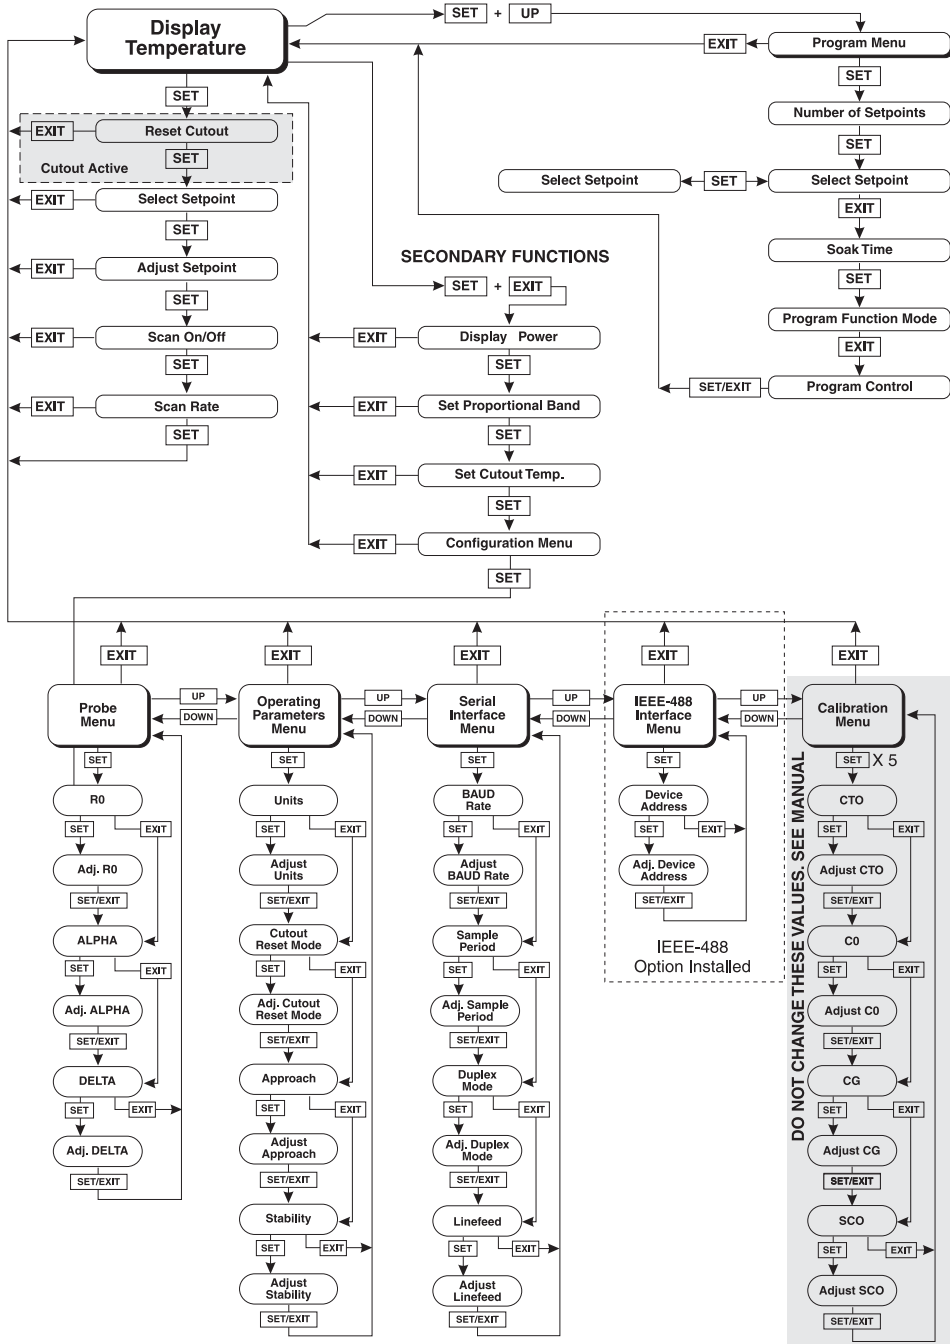 Display
Temperature
SET + UP
EXIT
Program Menu
SET
SET
Number of Setpoints
EXIT
Reset Cutout
SET
SET
Cutout Active
Select Setpoint
SET
Select Setpoint
EXIT
Select Setpoint
EXIT
SET
Soak Time
SECONDARY FUNCTIONS
EXIT
Adjust Setpoint
SET
SET + EXIT
SET
Program Function Mode
EXIT
Scan On/Off
EXIT
Display Power
EXIT
SET
SET
SET/EXIT
Program Control
EXIT
Scan Rate
EXIT
Set Proportional Band
SET
SET
EXIT
Set Cutout Temp.
SET
EXIT
Configuration Menu
SET
EXIT
EXIT
EXIT
EXIT
EXIT
Probe
Menu
UP
DOWN
Operating
Parameters
Menu
UP
DOWN
Serial
Interface
Menu
UP
DOWN
IEEE-488
Interface
Menu
UP
DOWN
Calibration
Menu
SET
R0
SET
EXIT
Adj. R0
SET/EXIT
ALPHA
SET
EXIT
Adj. ALPHA
SET/EXIT
DELTA
SET
EXIT
Adj. DELTA
SET/EXIT
SET
Units
SET
EXIT
Adjust
Units
SET/EXIT
Cutout
Reset Mode
SET
EXIT
Adj. Cutout
Reset Mode
SET/EXIT
Approach
SET
EXIT
Adjust
Approach
SET/EXIT
Stability
SET
EXIT
Adjust
Stability
SET/EXIT
SET
BAUD
Rate
SET
EXIT
Adjust
BAUD Rate
SET/EXIT
Sample
Period
SET
EXIT
Adj. Sample
Period
SET/EXIT
Duplex
Mode
SET
EXIT
Adj. Duplex
Mode
SET/EXIT
Linefeed
SET
EXIT
Adjust
Linefeed
SET/EXIT
SET
Device
Address
SET
EXIT
Adj. Device
Address
SET/EXIT
IEEE-488
Option Installed
DO NOT CHANGE THESE VALUES. SEE MANUAL
SET X 5
CTO
SET
EXIT
Adjust CTO
SET/EXIT
C0
SET
EXIT
Adjust C0
SET/EXIT
CG
SET
EXIT
Adjust CG
SET/EXIT
SCO
SET
EXIT
Adjust SCO
SET/EXIT